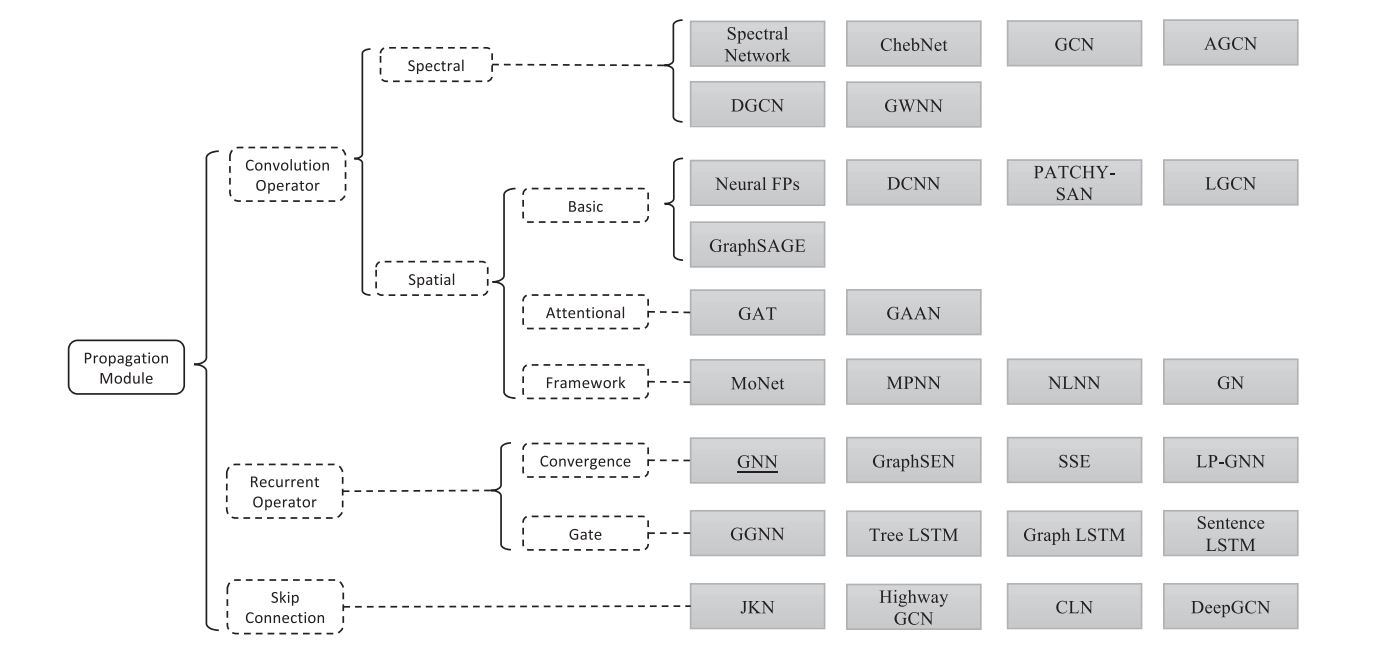 Propagation
Module
Convolution
Operator
Spectral
Spectral
Network
ChebNet
GCN
AGCN
DGCN
GWNN
Spatial
Basic
Neural FPs
DCNN
PATCHY-
SAN
LGCN
GraphSAGE
Attentional
GAT
GAAN
Framework
MoNet
MPNN
NLNN
GN
Recurrent
Operator
Convergence
GNN
GraphSEN
SSE
LP-GNN
Gate
GGNN
Tree LSTM
Graph LSTM
Sentence
LSTM
Skip
Connection
JKN
Highway
GCN
CLN
DeepGCN